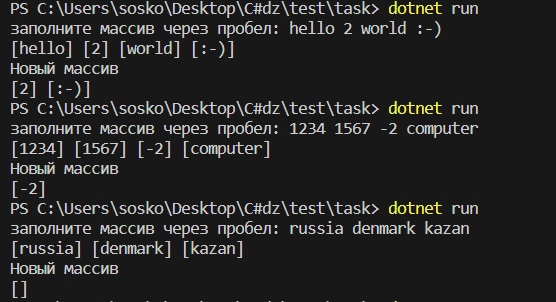 PS C:\Users\sosko\Desktop\C#dz\test\task> dotnet run
заполните массив через пробел: hello 2 world :-)
[hello] [2] [world] [:-)]
Новый массив
[2] [:-)]
PS C:\Users\sosko\Desktop\C#dz\test\task> dotnet run
заполните массив через пробел: 1234 1567 -2 computer
[1234] [1567] [-2] [computer]
Новый массив
[-2]
PS C:\Users\sosko\Desktop\C#dz\test\task> dotnet run
заполните массив через пробел: russia denmark kazan
[russia] [denmark] [kazan]
Новый массив
[]